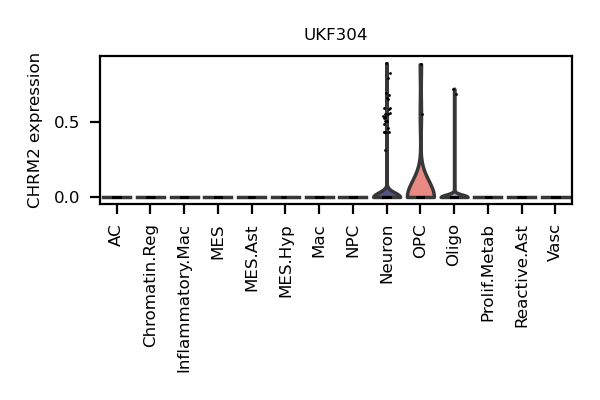 UKF304
CHRM2 expression
0.5
0.0
AC
Chromatin.Reg
Inflammatory.Mac
MES
MES.Ast
MES.Hyp
Mac
NPC
Neuron
OPC
Oligo
Prolif.Metab
Reactive.Ast
Vasc